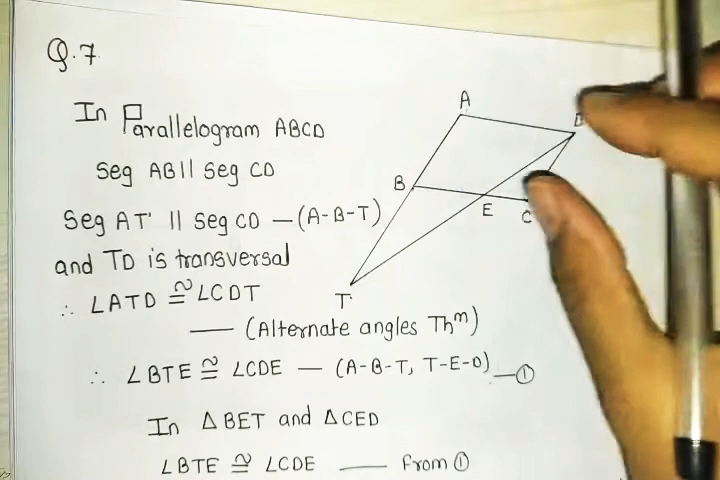 Q.7
In Parallelogram ABCD
Seg AB || Seg CD
Seg AT || Seg CD — (A-B-T)
and TD is transversal
∴ ∠ATD ≅ ∠CDT
— (Alternate angles Thm)
∴ ∠BTE ≅ ∠CDE — (A-B-T, T-E-D) — ①
In △BET and △CED
∠BTE ≅ ∠CDE — from ①
A
D
B
E
C
T